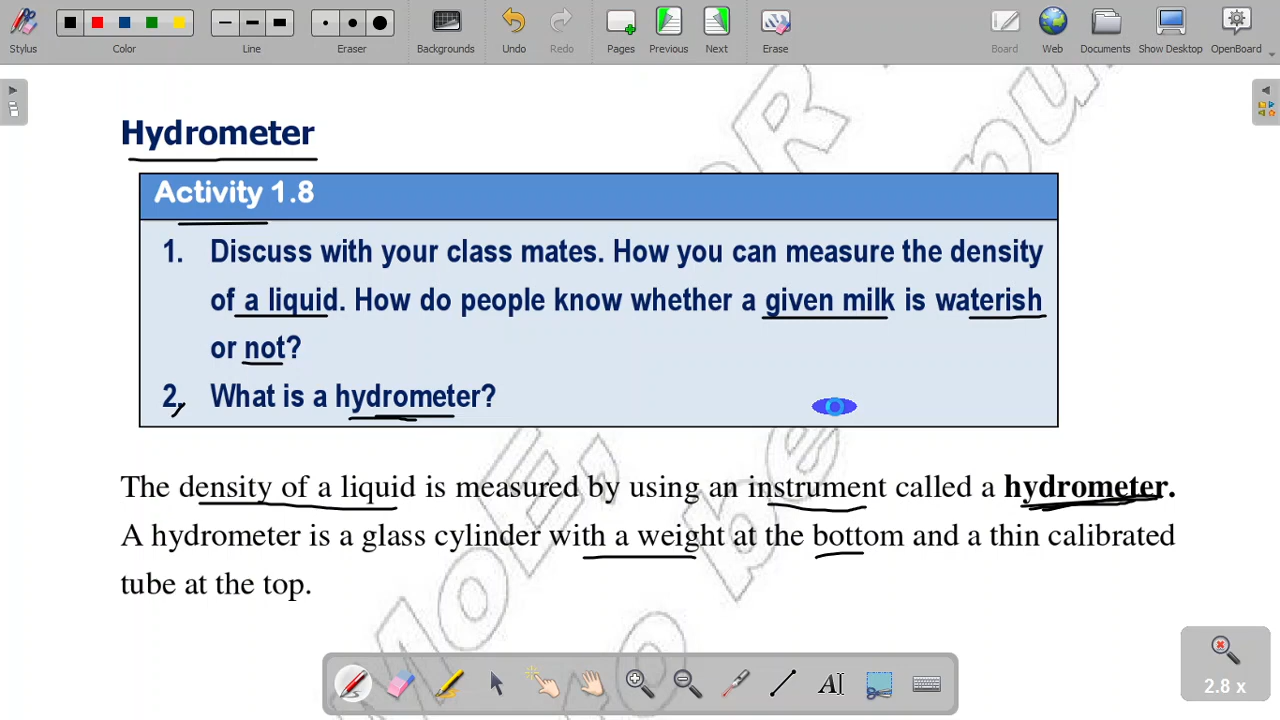 Stylus Color Line Eraser Backgrounds Undo Redo Pages Previous Next Erase Board Web Documents Show Desktop OpenBoard
Hydrometer
Activity 1.8
1. Discuss with your class mates. How you can measure the density
of a liquid. How do people know whether a given milk is waterish
or not?
2. What is a hydrometer?
The density of a liquid is measured by using an instrument called a hydrometer.
A hydrometer is a glass cylinder with a weight at the bottom and a thin calibrated
tube at the top.
2.8 x